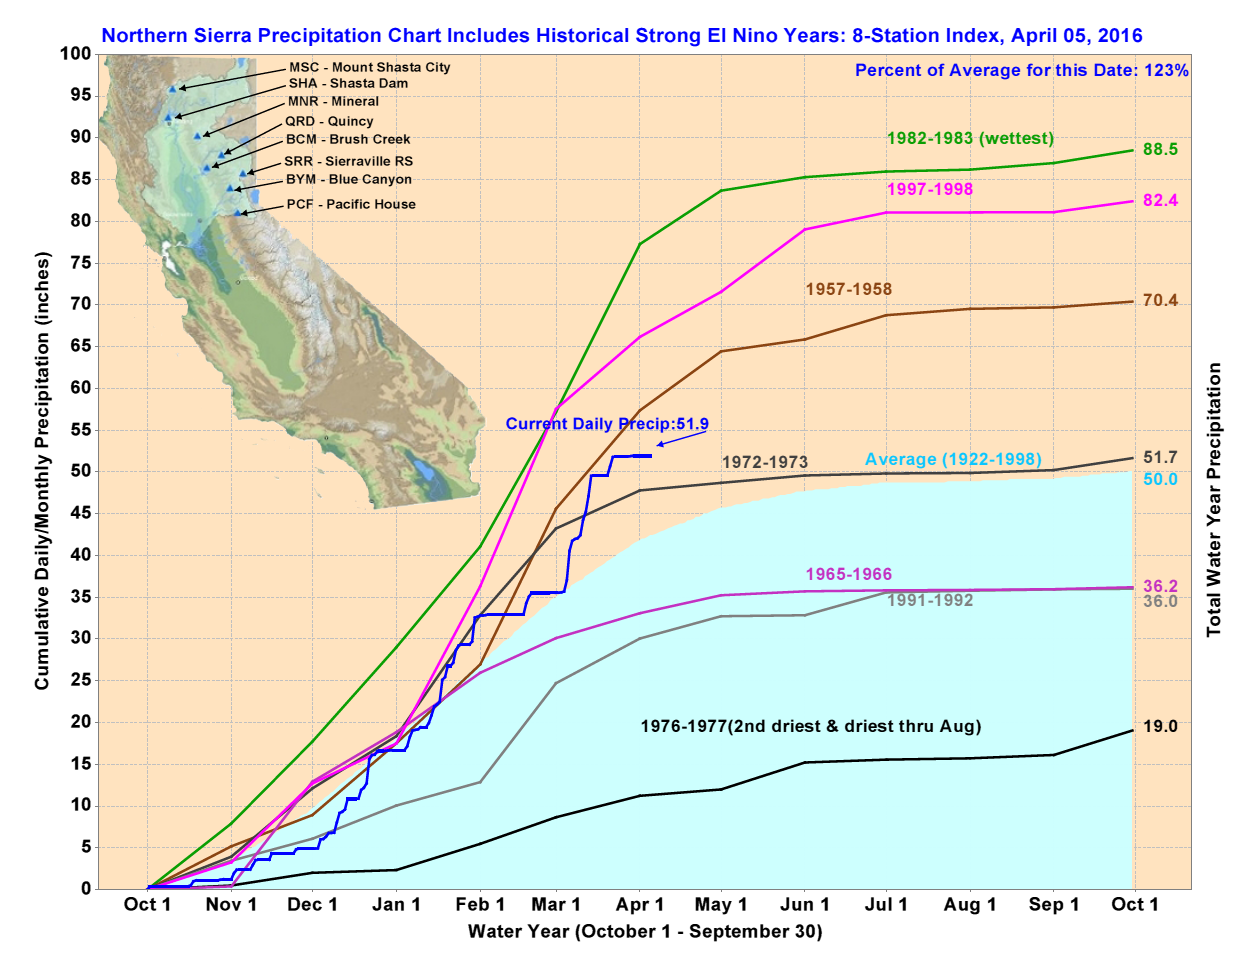 Northern Sierra Precipitation Chart Includes Historical Strong El Nino Years: 8-Station Index, April 05, 2016
Percent of Average for this Date: 123%
MSC - Mount Shasta City
SHA - Shasta Dam
MNR - Mineral
QRD - Quincy
BCM - Brush Creek
SRR - Sierraville RS
BYM - Blue Canyon
PCF - Pacific House
1982-1983 (wettest)
88.5
1997-1998
82.4
1957-1958
70.4
Current Daily Precip:51.9
1972-1973
51.7
Average (1922-1998)
50.0
1965-1966
36.2
1991-1992
36.0
1976-1977(2nd driest & driest thru Aug)
19.0
Cumulative Daily/Monthly Precipitation (inches)
100
95
90
85
80
75
70
65
60
55
50
45
40
35
30
25
20
15
10
5
0
Total Water Year Precipitation
Oct 1 Nov 1 Dec 1 Jan 1 Feb 1 Mar 1 Apr 1 May 1 Jun 1 Jul 1 Aug 1 Sep 1 Oct 1
Water Year (October 1 - September 30)